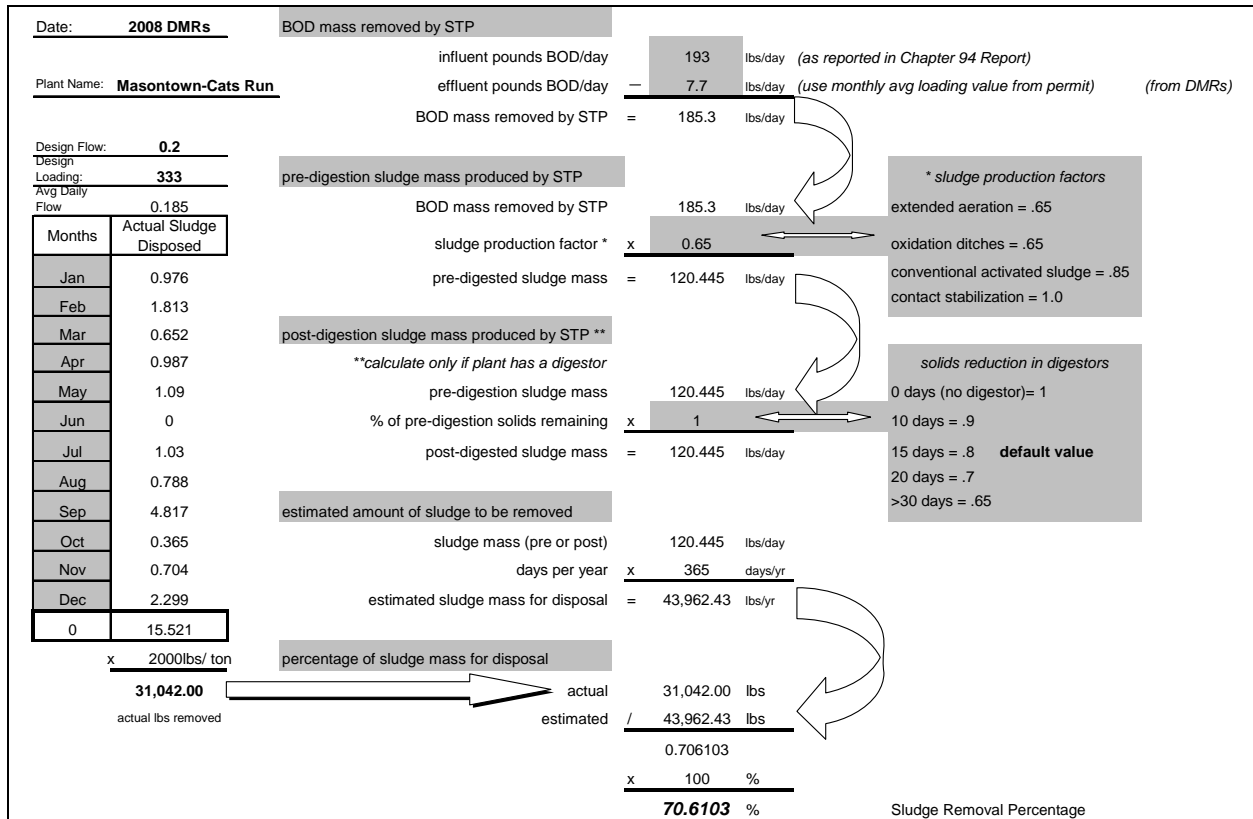 Date: 2008 DMRs BOD mass removed by STP
influent pounds BOD/day 193 lbs/day (as reported in Chapter 94 Report)
Plant Name: Masontown-Cats Run effluent pounds BOD/day — 7.7 lbs/day (use monthly avg loading value from permit) (from DMRs)
BOD mass removed by STP = 185.3 lbs/day
Design Flow: 0.2
Design Loading: 333 pre-digestion sludge mass produced by STP * sludge production factors
Avg Daily Flow 0.185 BOD mass removed by STP 185.3 lbs/day extended aeration = .65
Months Actual Sludge Disposed sludge production factor * x 0.65 oxidation ditches = .65
Jan 0.976 pre-digested sludge mass = 120.445 lbs/day conventional activated sludge = .85
Feb 1.813 contact stabilization = 1.0
Mar 0.652 post-digestion sludge mass produced by STP **
Apr 0.987 **calculate only if plant has a digestor solids reduction in digestors
May 1.09 pre-digestion sludge mass 120.445 lbs/day 0 days (no digestor)= 1
Jun 0 % of pre-digestion solids remaining x 1 10 days = .9
Jul 1.03 post-digested sludge mass = 120.445 lbs/day 15 days = .8 default value
Aug 0.788 20 days = .7
Sep 4.817 estimated amount of sludge to be removed >30 days = .65
Oct 0.365 sludge mass (pre or post) 120.445 lbs/day
Nov 0.704 days per year x 365 days/yr
Dec 2.299 estimated sludge mass for disposal = 43,962.43 lbs/yr
0 15.521
x 2000lbs/ ton percentage of sludge mass for disposal
31,042.00 actual 31,042.00 lbs
actual lbs removed estimated / 43,962.43 lbs
0.706103
x 100 %
70.6103 % Sludge Removal Percentage